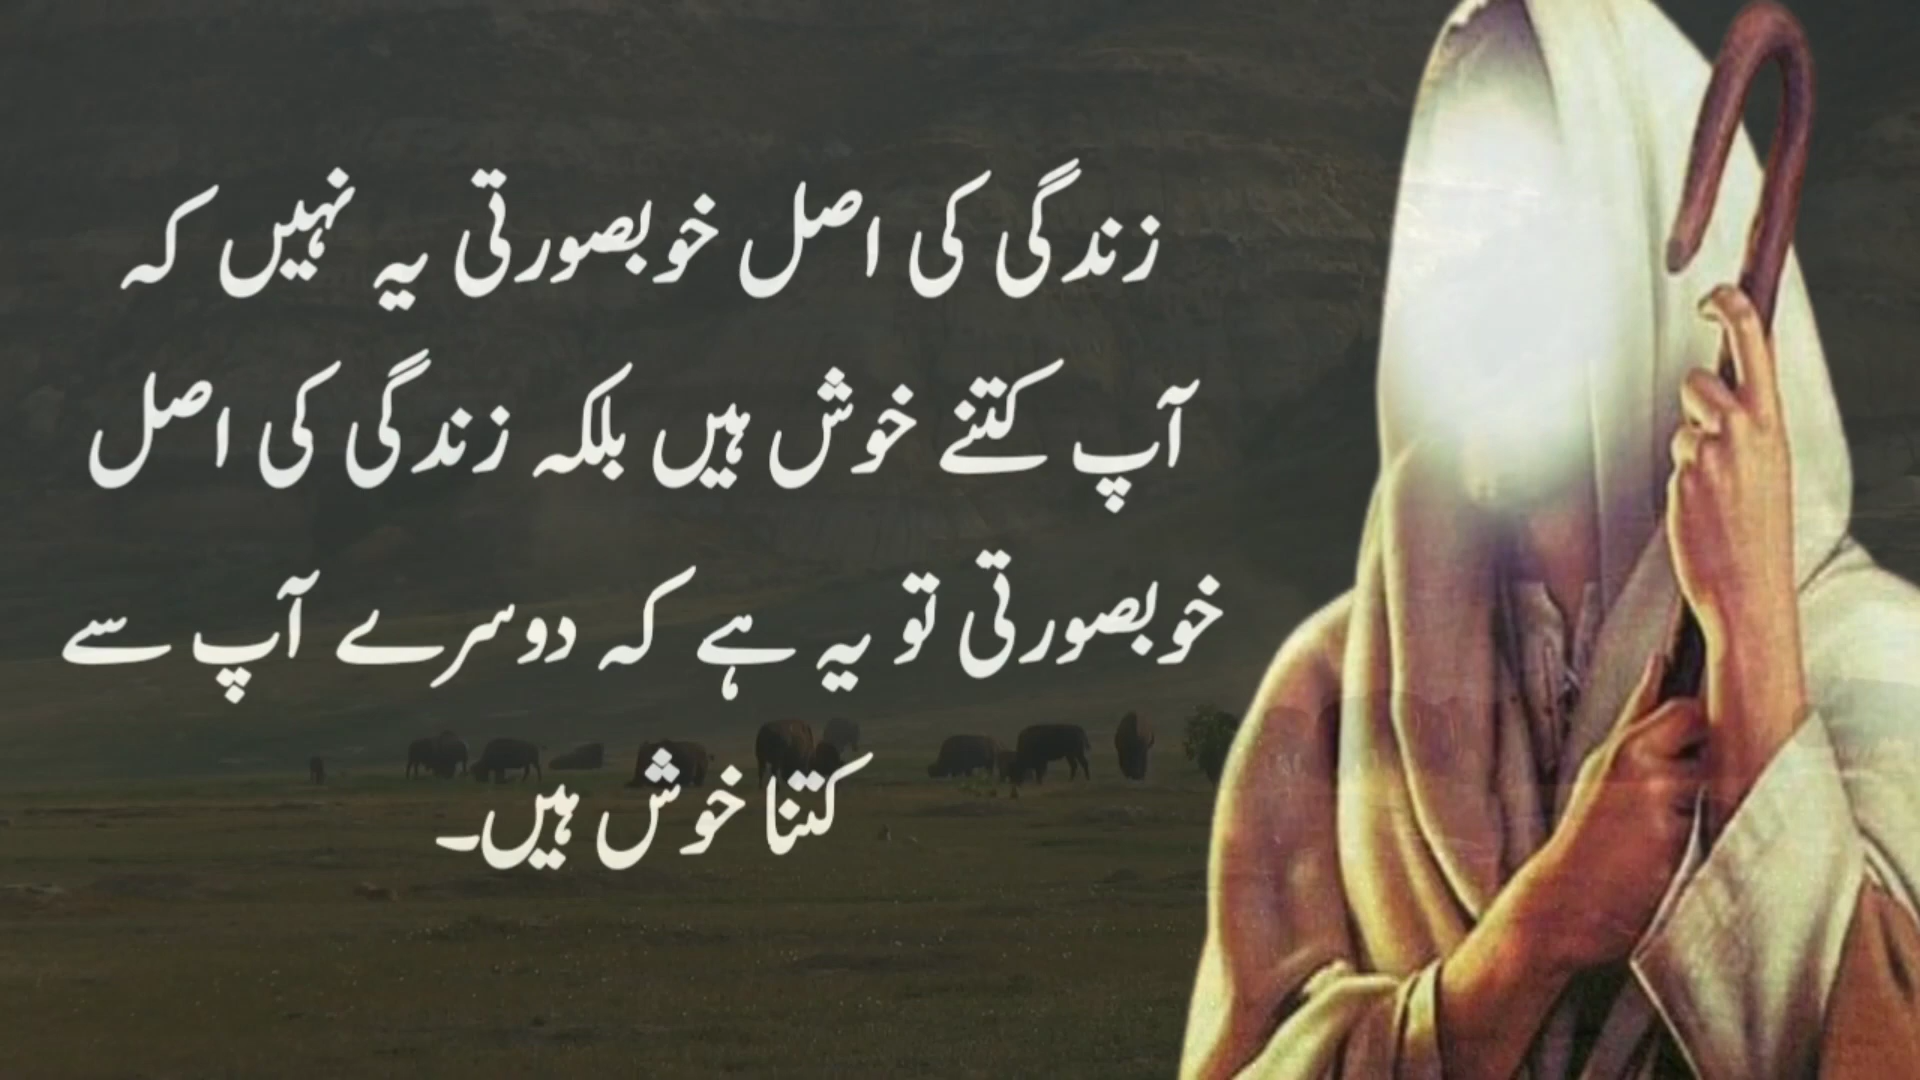 زندگی کی اصل خوبصورتی یہ نہیں کہ
آپ کتنے خوش ہیں بلکہ زندگی کی اصل
خوبصورتی تو یہ ہے کہ دوسرے آپ سے
کتنا خوش ہیں۔